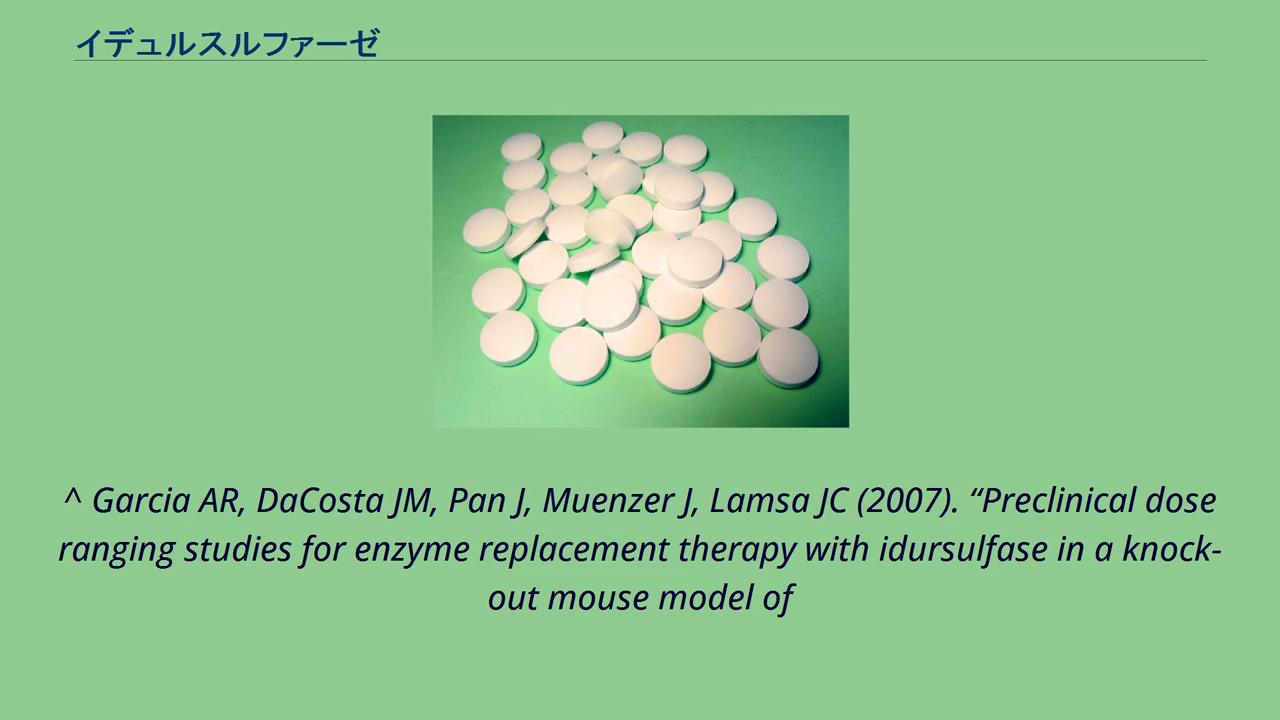 イデュルスルファーゼ
^ Garcia AR, DaCosta JM, Pan J, Muenzer J, Lamsa JC (2007). “Preclinical dose
ranging studies for enzyme replacement therapy with idursulfase in a knock-
out mouse model of